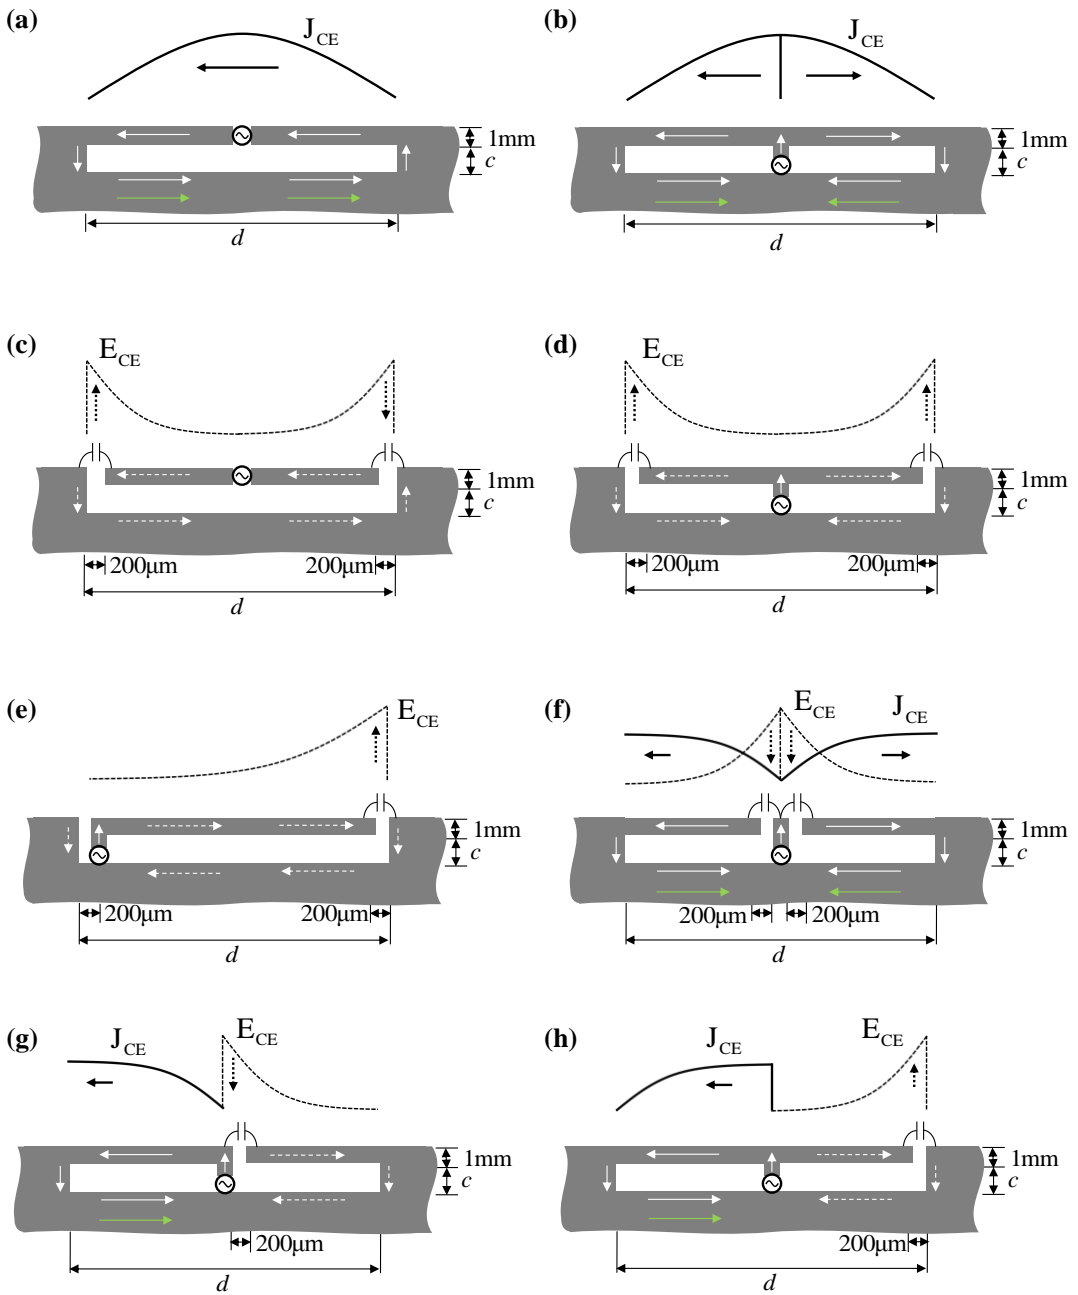 (a)
J_CE
1mm
c
d
(b)
J_CE
1mm
c
d
(c)
E_CE
1mm
c
200μm 200μm
d
(d)
E_CE
1mm
c
200μm 200μm
d
(e)
E_CE
1mm
c
200μm 200μm
d
(f)
E_CE J_CE
1mm
c
200μm 200μm
d
(g)
J_CE E_CE
1mm
c
200μm
d
(h)
J_CE E_CE
1mm
c
200μm
d